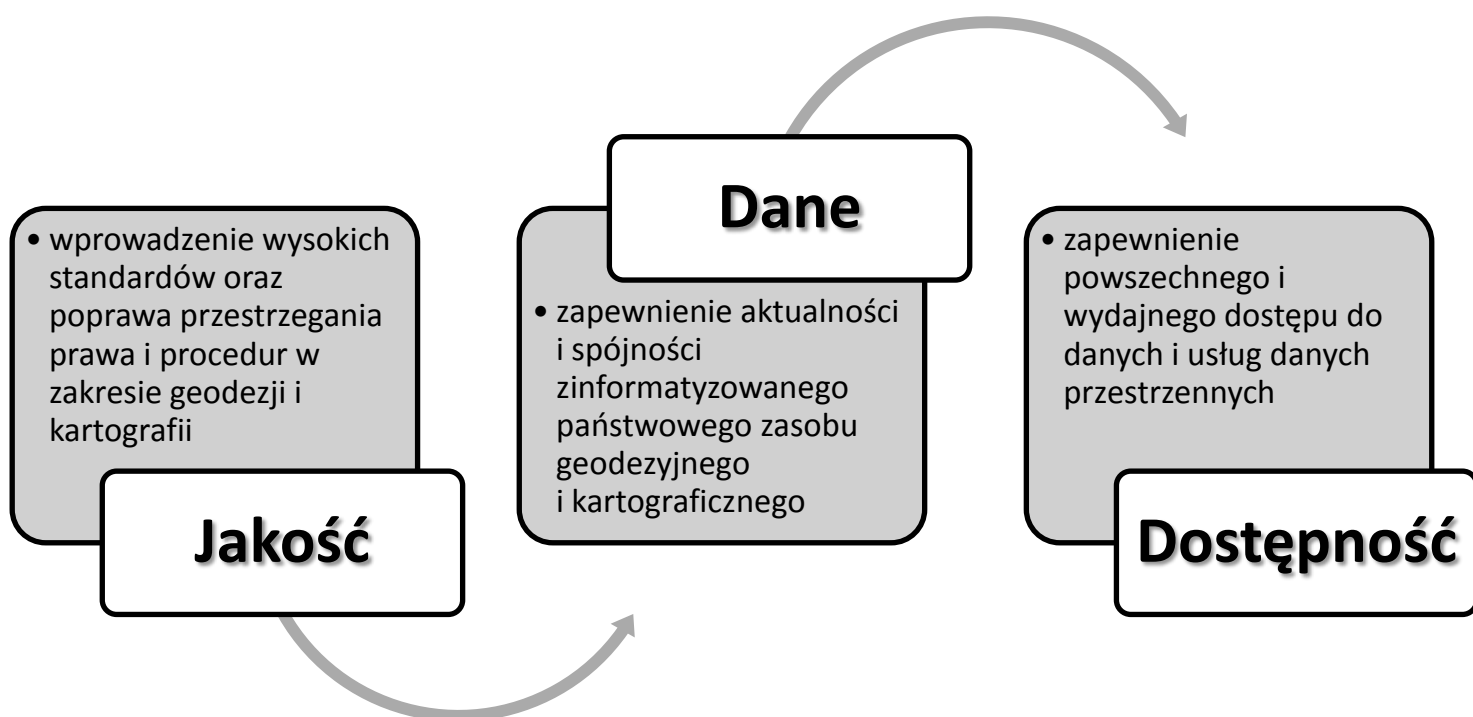 • wprowadzenie wysokich
standardów oraz
poprawa przestrzegania
prawa i procedur w
zakresie geodezji i
kartografii
Jakość
Dane
• zapewnienie aktualności
i spójności
zinformatyzowanego
państwowego zasobu
geodezyjnego
i kartograficznego
• zapewnienie
powszechnego i
wydajnego dostępu do
danych i usług danych
przestrzennych
Dostępność